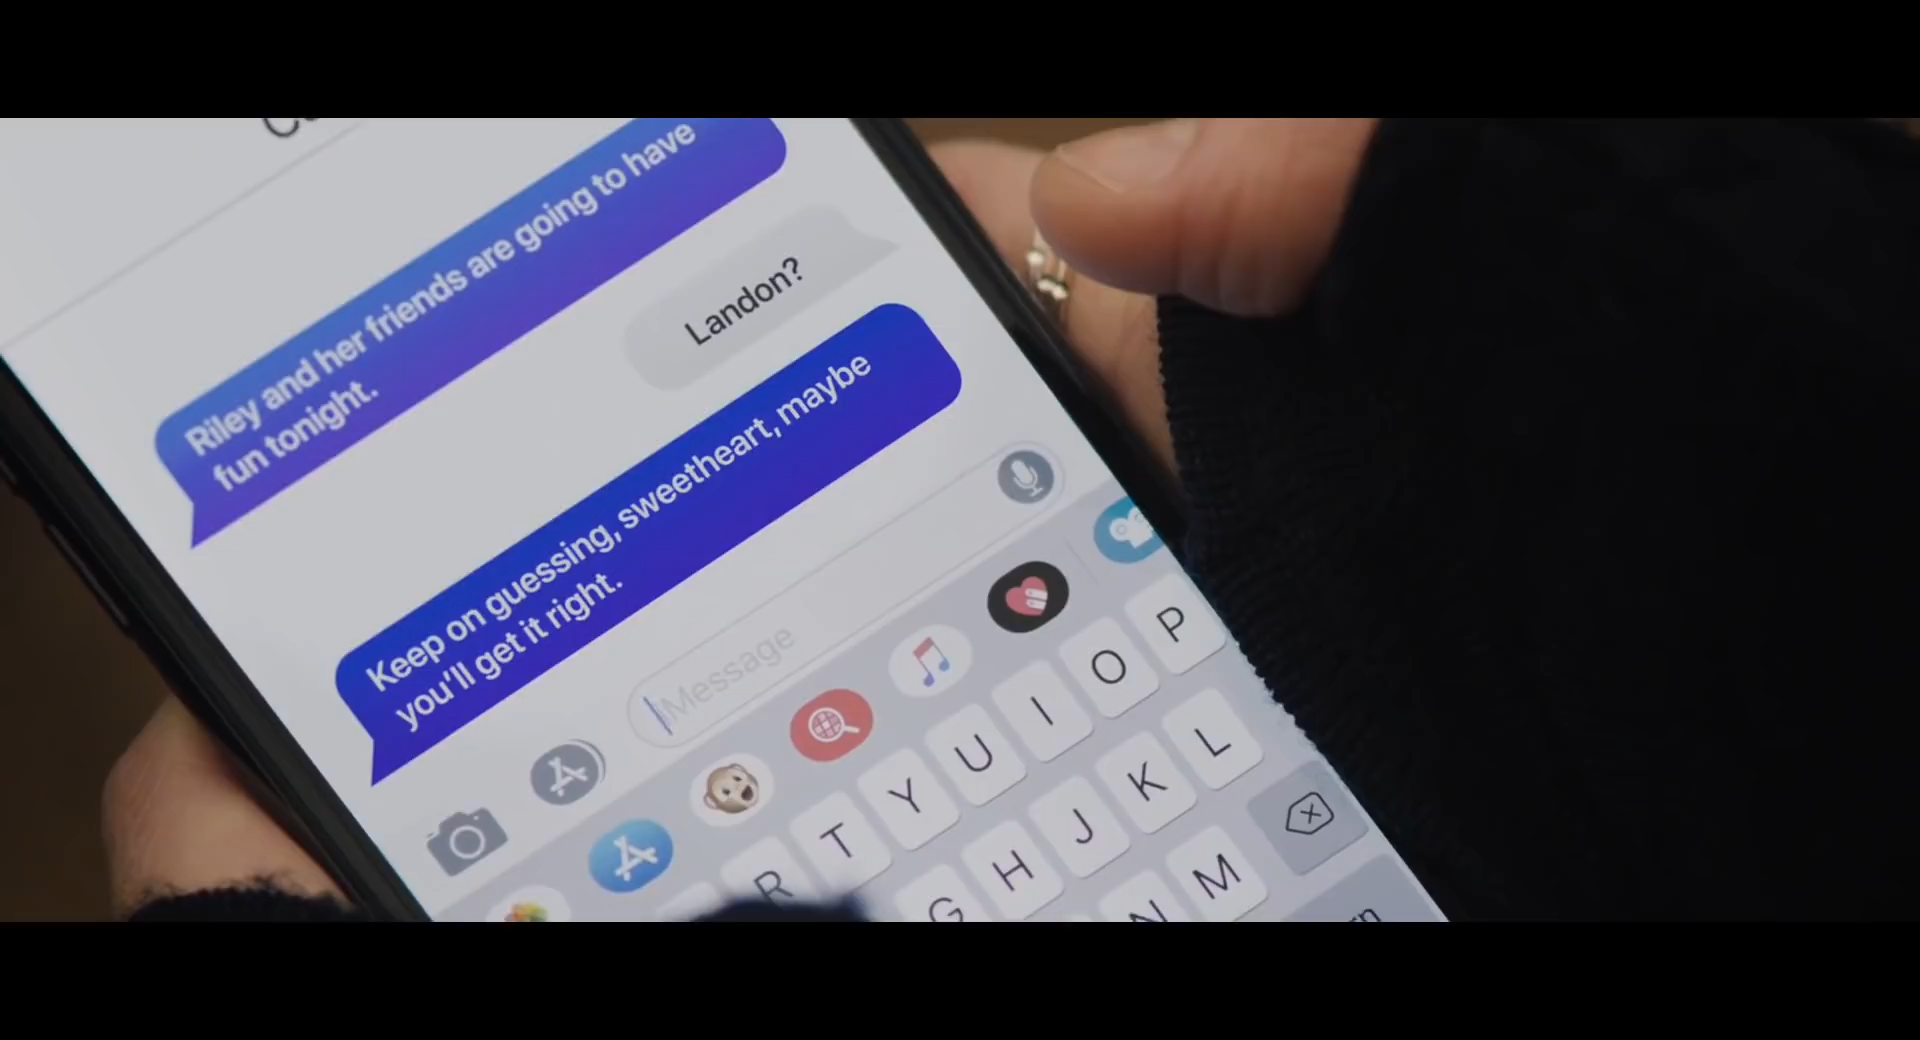 Riley and her friends are going to have
fun tonight.
Landon?
Keep on guessing, sweetheart, maybe
you'll get it right.
Message
R T Y U I O P
G H J K L
N M